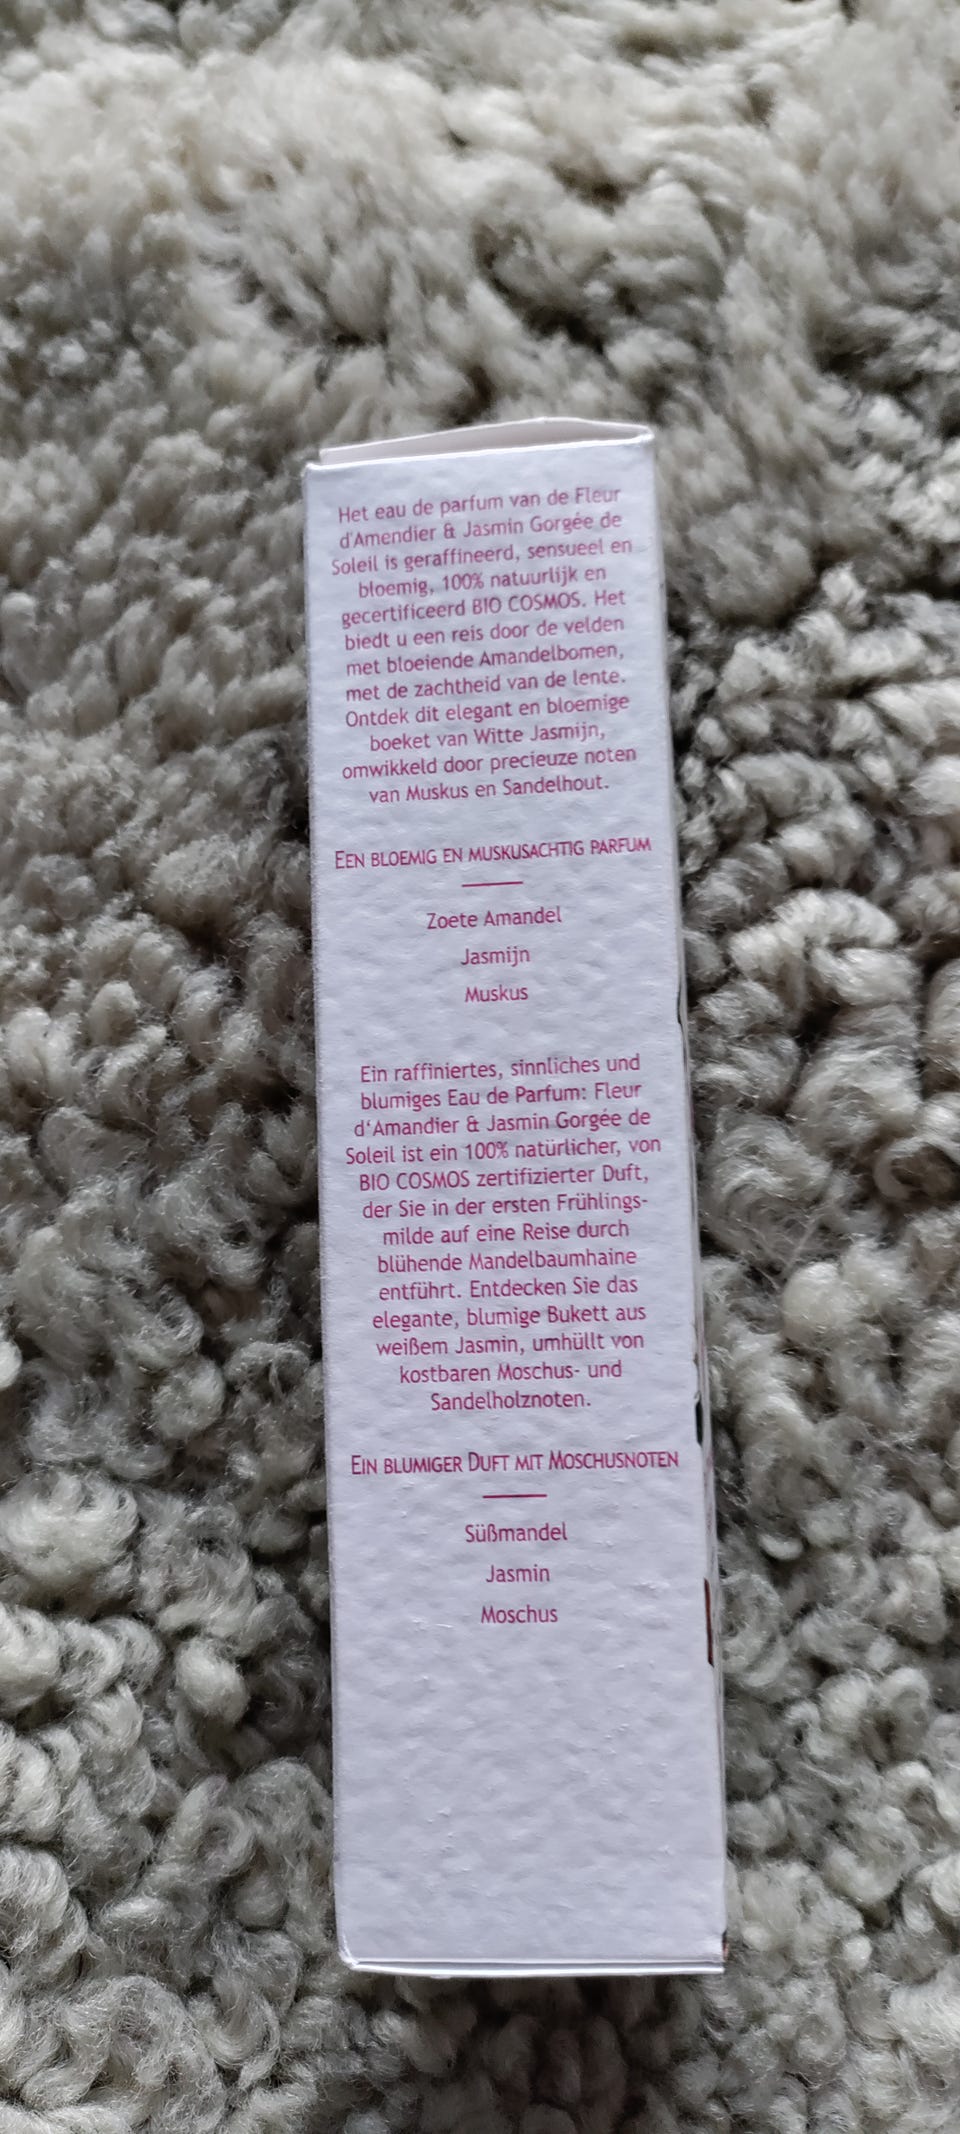 Het eau de parfum van de Fleur
d'Amendier & Jasmin Gorgée de
Soleil is geraffineerd, sensueel en
bloemig, 100% natuurlijk en
gecertificeerd BIO COSMOS. Het
biedt u een reis door de velden
met bloeiende Amandelbomen,
met de zachtheid van de lente.
Ontdek dit elegant en bloemige
boeket van Witte Jasmijn,
omwikkeld door precieuze noten
van Muskus en Sandelhout.
EEN BLOEMIG EN MUSKUSACHTIG PARFUM
Zoete Amandel
Jasmijn
Muskus
Ein raffiniertes, sinnliches und
blumiges Eau de Parfum: Fleur
d‘Amandier & Jasmin Gorgée de
Soleil ist ein 100% natürlicher, von
BIO COSMOS zertifizierter Duft,
der Sie in der ersten Frühlings-
milde auf eine Reise durch
blühende Mandelbaumhaine
entführt. Entdecken Sie das
elegante, blumige Bukett aus
weißem Jasmin, umhüllt von
kostbaren Moschus- und
Sandelholznoten.
EIN BLUMIGER DUFT MIT MOSCHUSNOTEN
Süßmandel
Jasmin
Moschus